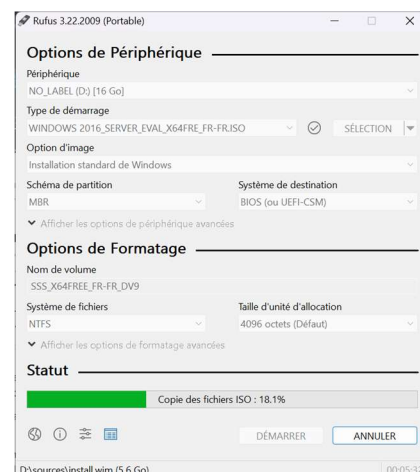 Rufus 3.22.2009 (Portable)
Options de Périphérique
Périphérique
NO_LABEL (D:) [16 Go]
Type de démarrage
WINDOWS 2016_SERVER_EVAL_X64FRE_FR-FR.ISO
SÉLECTION
Option d'image
Installation standard de Windows
Schéma de partition
Système de destination
MBR
BIOS (ou UEFI-CSM)
Afficher les options de périphérique avancées
Options de Formatage
Nom de volume
SSS_X64FREE_FR-FR_DV9
Système de fichiers
Taille d'unité d'allocation
NTFS
4096 octets (Défaut)
Afficher les options de formatage avancées
Statut
Copie des fichiers ISO : 18.1%
DÉMARRER
ANNULER
D:\sources\install.wim (5.6 Go)